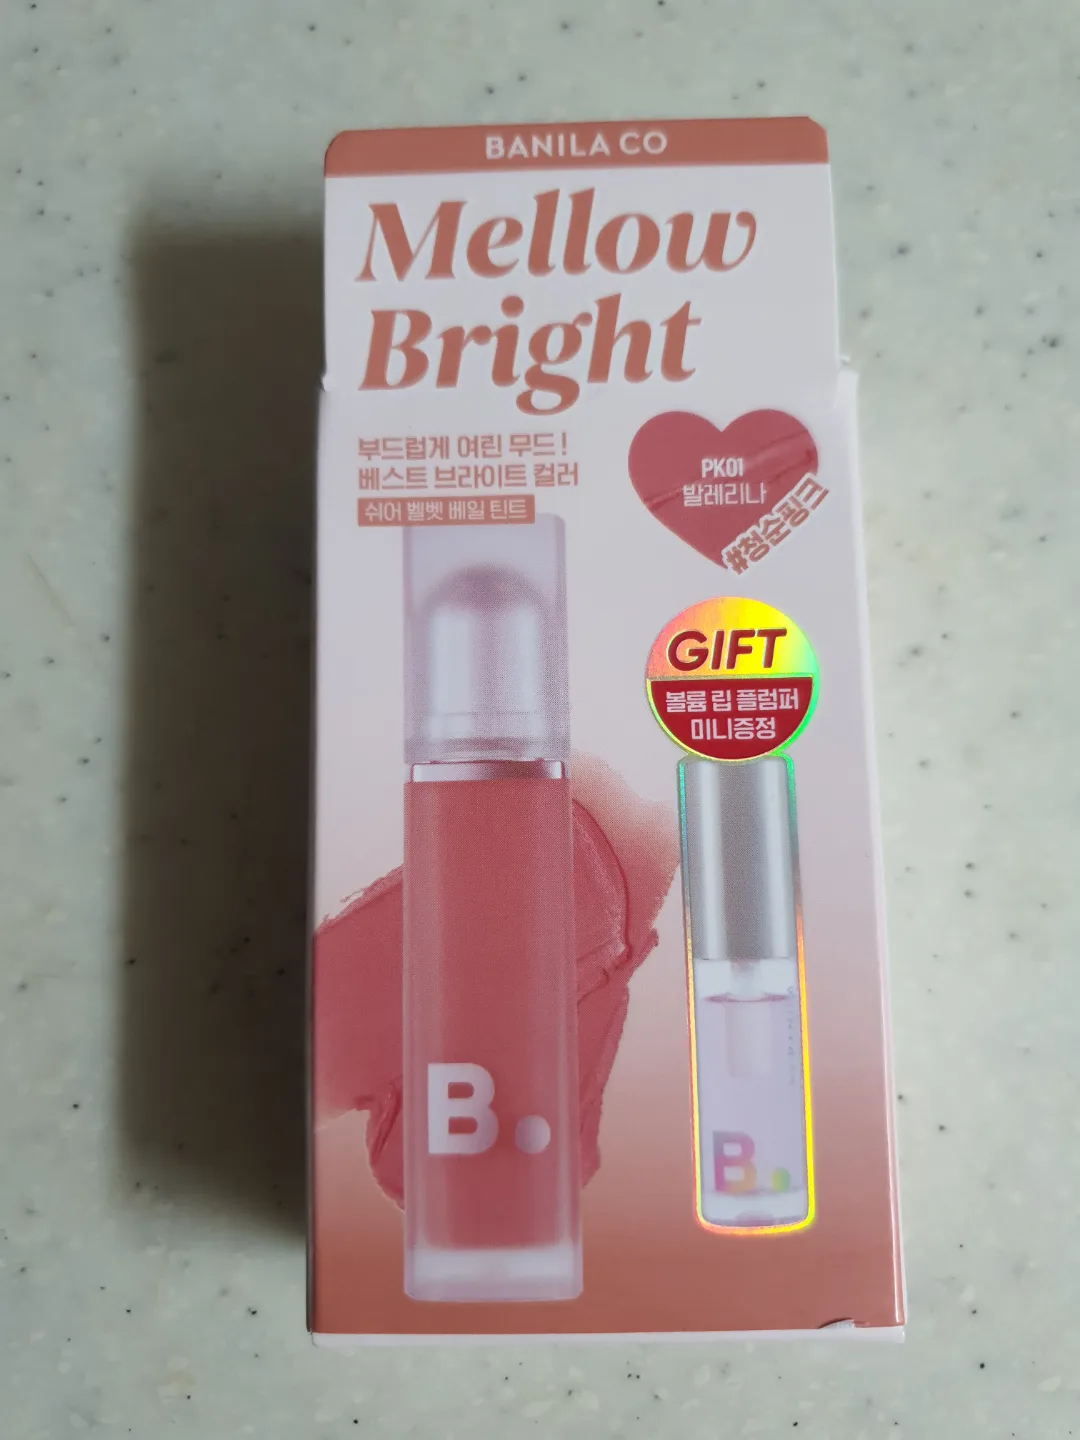 BANILA CO
Mellow
Bright
부드럽게 여린 무드!
베스트 브라이트 컬러
쉬어 벨벳 베일 틴트
PK01
발레리나
#청순핑크
GIFT
볼륨 립 플럼퍼
미니증정
B.
B.